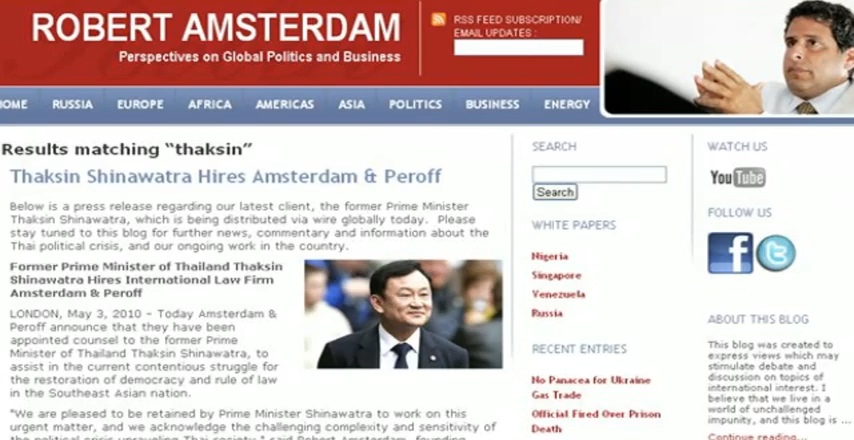 ROBERT AMSTERDAM
Perspectives on Global Politics and Business
RSS FEED SUBSCRIPTION/
EMAIL UPDATES :
HOME RUSSIA EUROPE AFRICA AMERICAS ASIA POLITICS BUSINESS ENERGY
Results matching “thaksin”
Thaksin Shinawatra Hires Amsterdam & Peroff
Below is a press release regarding our latest client, the former Prime Minister
Thaksin Shinawatra, which is being distributed via wire globally today. Please
stay tuned to this blog for further news, commentary and information about the
Thai political crisis, and our ongoing work in the country.
Former Prime Minister of Thailand Thaksin
Shinawatra Hires International Law Firm
Amsterdam & Peroff
LONDON, May 3, 2010 – Today Amsterdam &
Peroff announce that they have been
appointed counsel to the former Prime
Minister of Thailand Thaksin Shinawatra, to
assist in the current contentious struggle for
the restoration of democracy and rule of law
in the Southeast Asian nation.
"We are pleased to be retained by Prime Minister Shinawatra to work on this
urgent matter, and we acknowledge the challenging complexity and sensitivity of
the political crisis unraveling Thai society," said Robert Amsterdam, founding
SEARCH
Search
WHITE PAPERS
Nigeria
Singapore
Venezuela
Russia
RECENT ENTRIES
No Panacea for Ukraine
Gas Trade
Official Fired Over Prison
Death
WATCH US
YouTube
FOLLOW US
f t
ABOUT THIS BLOG
This blog was created to
express views which may
stimulate debate and
discussion on topics of
international interest. I
believe that we live in a
world of unchallenged
impunity, and this blog is ...
Continue reading...